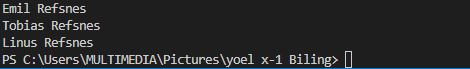 Emil Refsnes
Tobias Refsnes
Linus Refsnes
PS C:\Users\MULTIMEDIA\Pictures\yoel x-1 Biling>